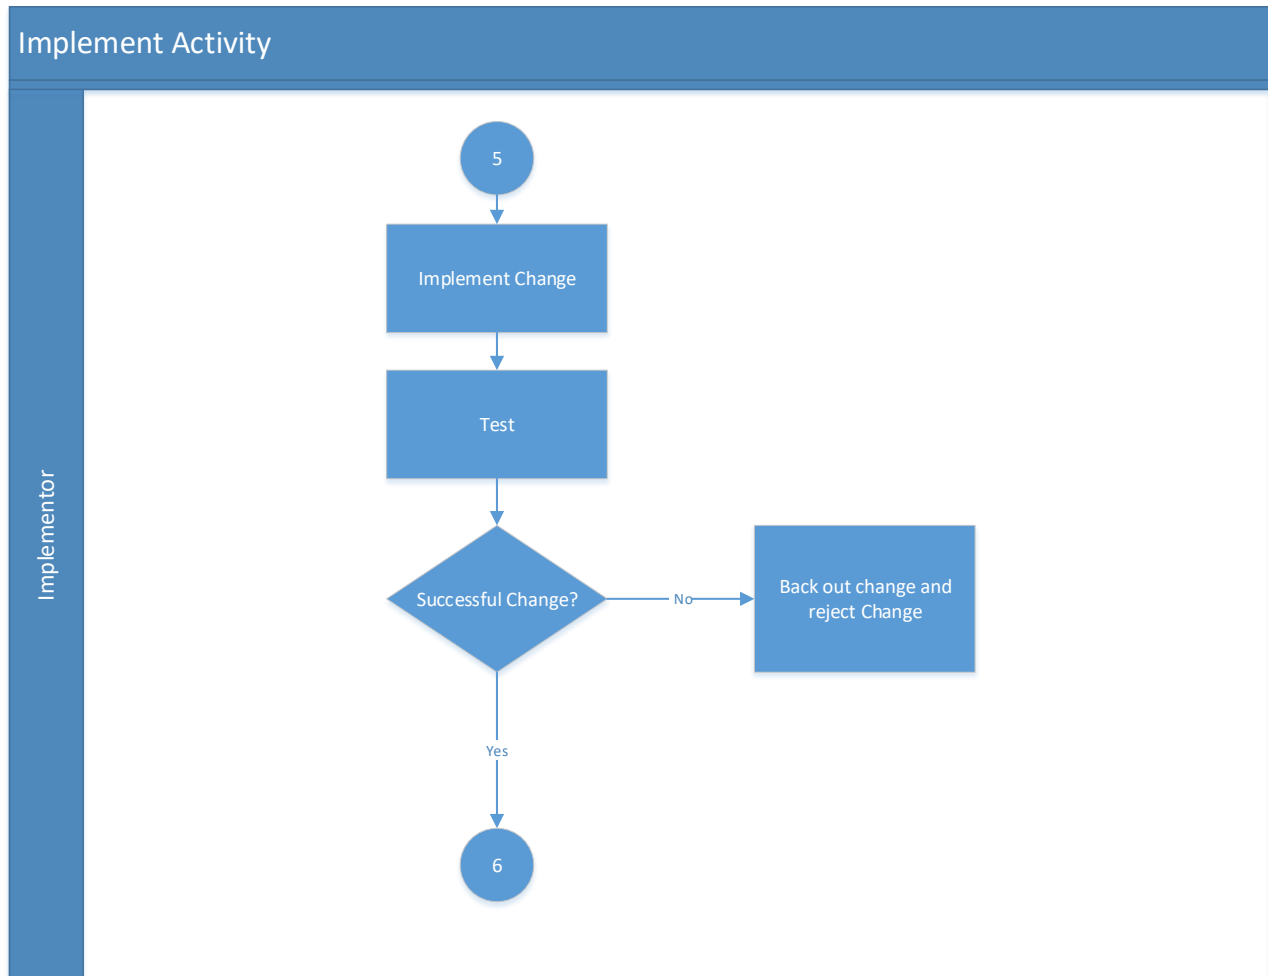 Implement Activity
Implementor
5
Implement Change
Test
Successful Change?
No
Back out change and
reject Change
Yes
6